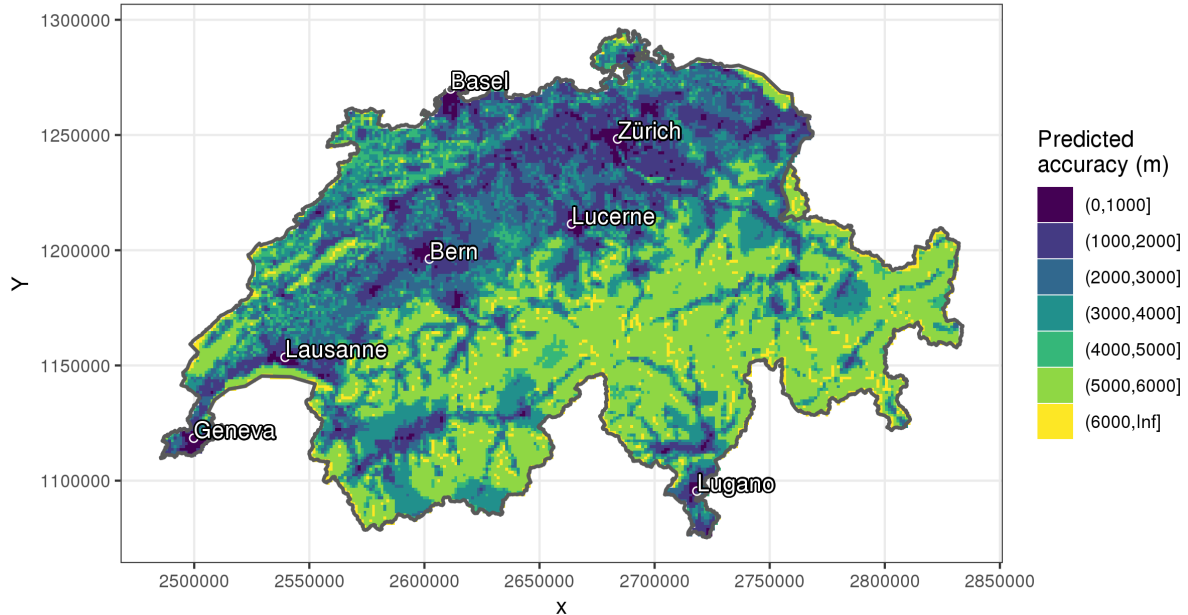 1300000
1250000
1200000
1150000
1100000
Y
2500000
2550000
2600000
2650000
2700000
2750000
2800000
2850000
x
Basel
Zürich
Lucerne
Bern
Lausanne
Geneva
Lugano
Predicted
accuracy (m)
(0,1000]
(1000,2000]
(2000,3000]
(3000,4000]
(4000,5000]
(5000,6000]
(6000,Inf]